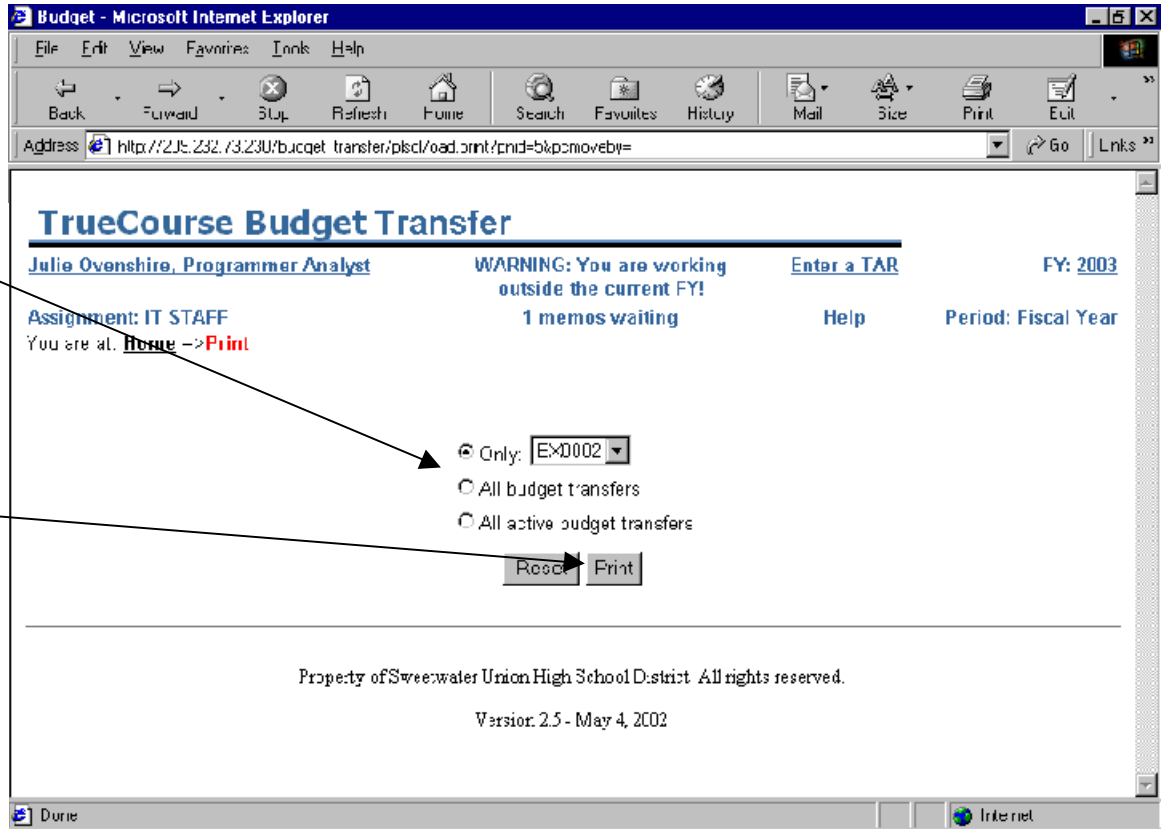 Budget - Microsoft Internet Explorer
File Edit View Favorites Tools Help
Back Forward Stop Refresh Home Search Favorites History Mail Size Print Edit
Address Go Links
TrueCourse Budget Transfer
Julie Ovenshire, Programmer Analyst WARNING: You are working outside the current FY! Enter a TAR FY: 2003
Assignment: IT STAFF 1 memos waiting Help Period: Fiscal Year
You are at: Home -->Print
Only: EX0002
All budget transfers
All active budget transfers
Reset Print
Property of Sweetwater Union High School District. All rights reserved.
Version 2.5 - May 4, 2002
Done Internet